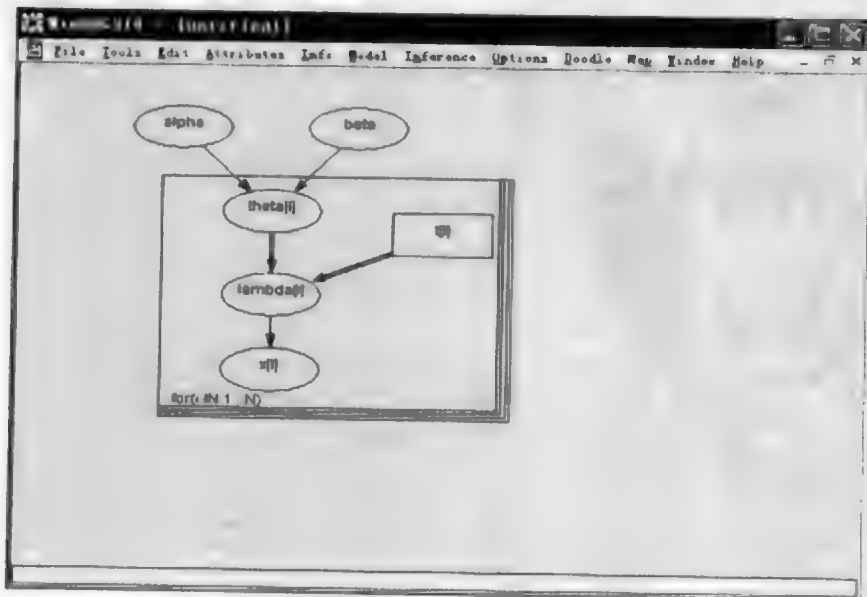 File Tools Edit Attributes Info Model Inference Options Doodle Map Window Help
alpha
beta
theta[i]
t[i]
lambda[i]
x[i]
for(i IN 1 : N)